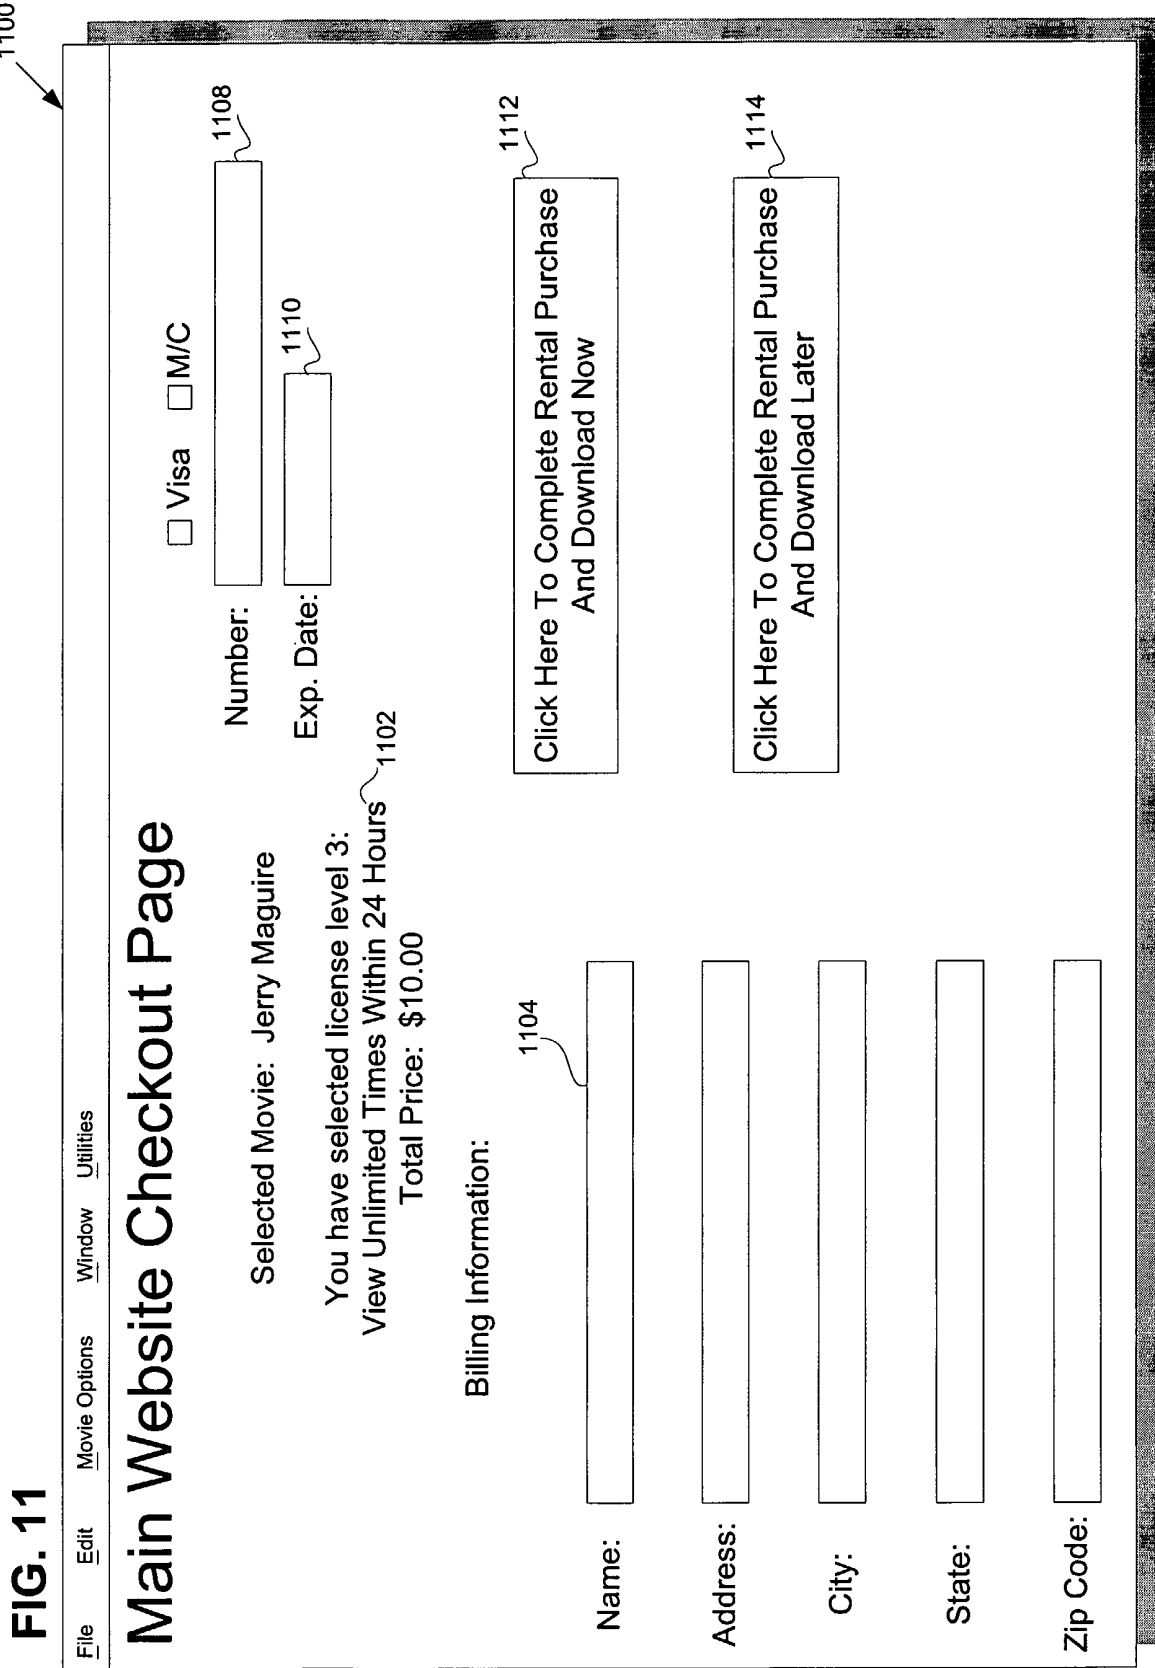 FIG. 11
1100
File Edit Movie Options Window Utilities
Main Website Checkout Page
☐ Visa ☐ M/C
Number:
1108
Selected Movie: Jerry Maguire
Exp. Date:
1110
You have selected license level 3:
View Unlimited Times Within 24 Hours
1102
Total Price: $10.00
Billing Information:
1104
Name:
Address:
City:
State:
Zip Code:
1112
Click Here To Complete Rental Purchase
And Download Now
1114
Click Here To Complete Rental Purchase
And Download Later